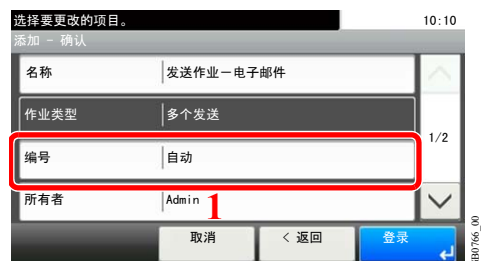 选择要更改的项目。 10:10
添加 - 确认
名称 发送作业－电子邮件
作业类型 多个发送
1/2
编号 自动
所有者 Admin 1
取消 < 返回 登录